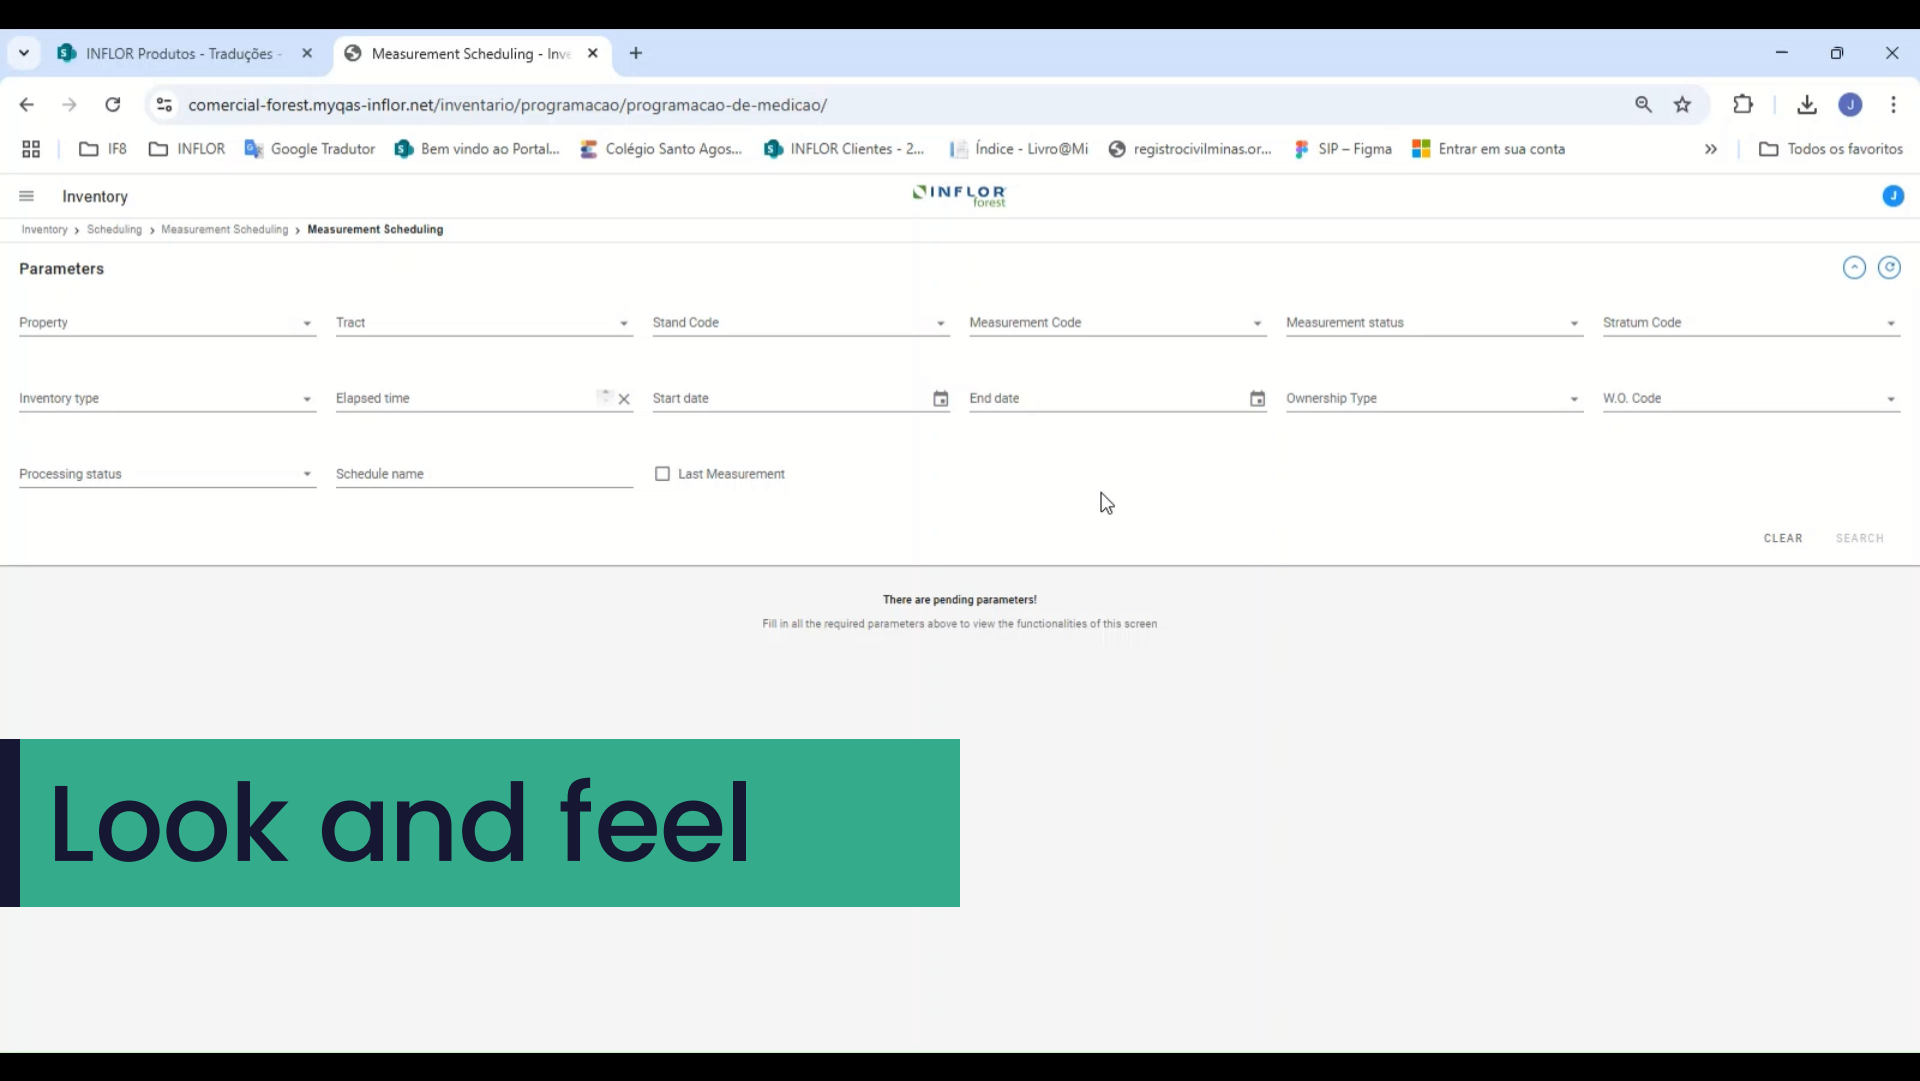 INFLOR Produtos - Traduções -
Measurement Scheduling - Inve
comercial-forest.myqas-inflor.net/inventario/programacao/programacao-de-medicao/
J
IF8
INFLOR
Google Tradutor
Bem vindo ao Portal...
Colégio Santo Agos...
INFLOR Clientes - 2...
Índice - Livro@Mi
registrocivilminas.or...
SIP – Figma
Entrar em sua conta
Todos os favoritos
Inventory
INFLOR
forest
J
Inventory > Scheduling > Measurement Scheduling > Measurement Scheduling
Parameters
Property
Tract
Stand Code
Measurement Code
Measurement status
Stratum Code
Inventory type
Elapsed time
Start date
End date
Ownership Type
W.O. Code
Processing status
Schedule name
Last Measurement
CLEAR
SEARCH
There are pending parameters!
Fill in all the required parameters above to view the functionalities of this screen
Look and feel